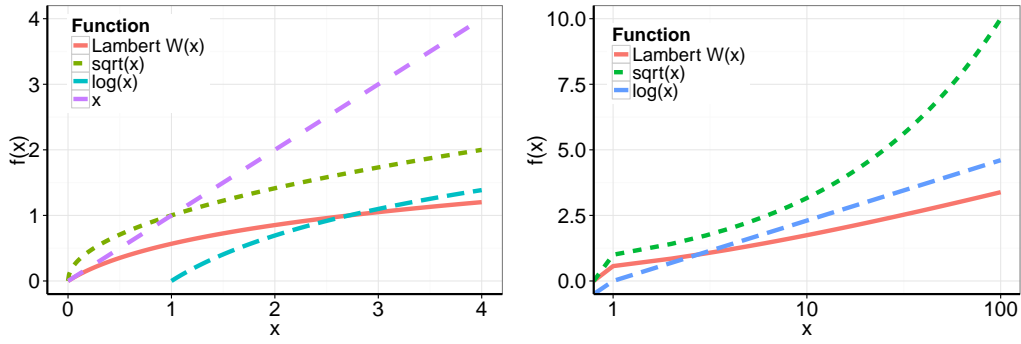 Function
Lambert W(x)
sqrt(x)
log(x)
x
f(x)
4
3
2
1
0
0
1
2
3
4
x
Function
Lambert W(x)
sqrt(x)
log(x)
f(x)
10.0
7.5
5.0
2.5
0.0
1
10
100
x